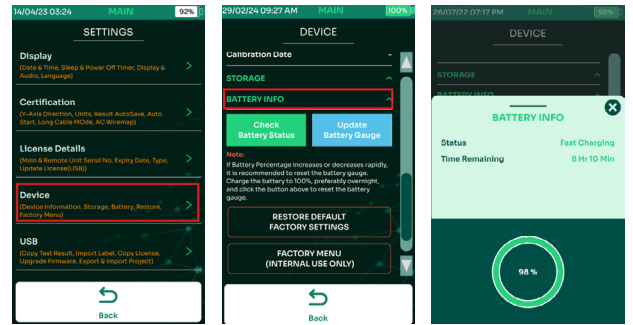 14/04/23 03:24 MAIN 92%
SETTINGS
Display
(Date & Time, Sleep & Power Off Timer, Display &
Audio, Language)
Certification
(Y-Axis Direction, Units, Result AutoSave, Auto
Start, Long Cable MOde, AC Wiremap)
License Details
(Main & Remote Unit Serial No, Expiry Date, Type,
Update License(USB))
Device
(Device Information, Storage, Battery, Restore,
Factory Menu)
USB
(Copy Test Result, Import Label, Copy License,
Upgrade Firmware, Export & Import Project)
Back
29/02/24 09:27 AM MAIN 100%
DEVICE
Calibration Date -
STORAGE
BATTERY INFO
Check
Battery Status
Update
Battery Gauge
Note:
If Battery Percentage increases or decreases rapidly,
it is recommended to reset the battery gauge.
Charge the battery to 100%, preferably overnight,
and click the button above to reset the battery
gauge.
RESTORE DEFAULT
FACTORY SETTINGS
FACTORY MENU
(INTERNAL USE ONLY)
Back
26/07/22 07:17 PM MAIN 98%
DEVICE
STORAGE
BATTERY INFO
BATTERY INFO
Status Fast Charging
Time Remaining 8 Hr 10 Min
98 %